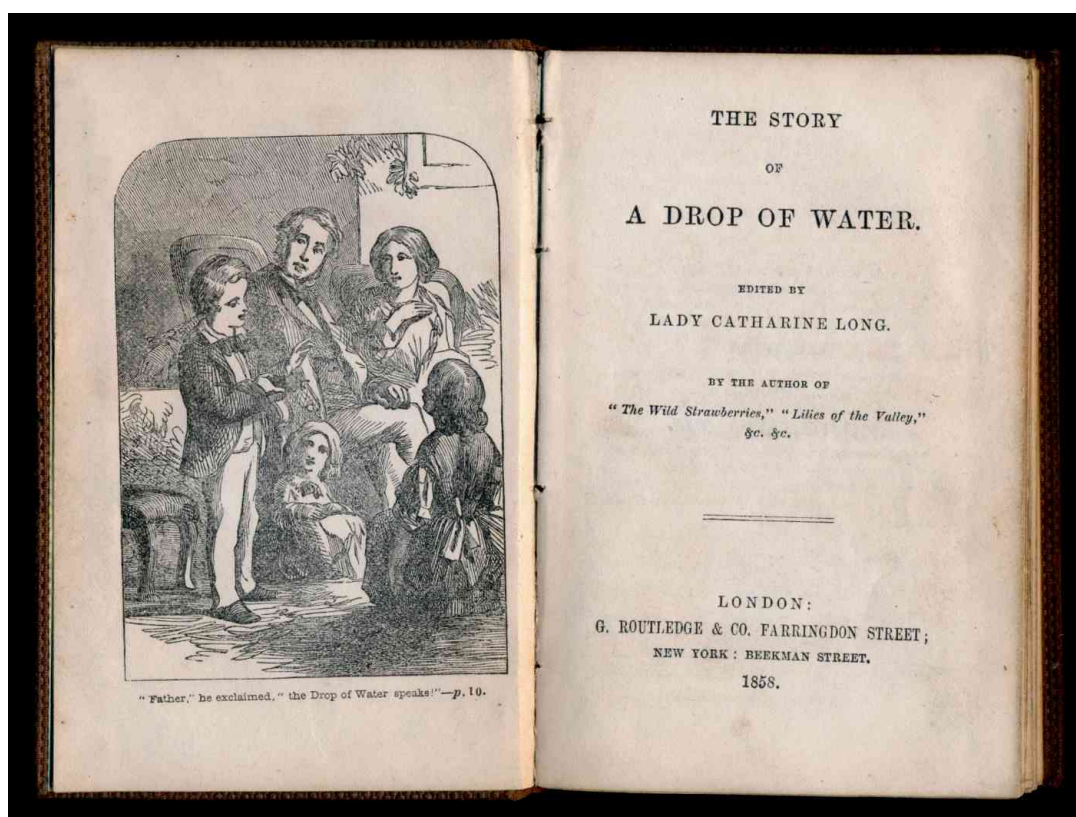 "Father," he exclaimed, "the Drop of Water speaks!"—p. 10.
THE STORY
OF
A DROP OF WATER.
EDITED BY
LADY CATHARINE LONG.
BY THE AUTHOR OF
"The Wild Strawberries," "Lilies of the Valley,"
&c. &c.
LONDON:
G. ROUTLEDGE & CO. FARRINGDON STREET;
NEW YORK: BEEKMAN STREET.
1858.